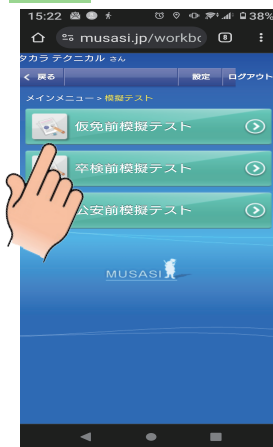 15:22 38%
musasi.jp/workbo 8
タカラ テクニカル さん
< 戻る 設定 ログアウト
メインメニュー > 模擬テスト
仮免前模擬テスト
卒検前模擬テスト
公安前模擬テスト
MUSASI